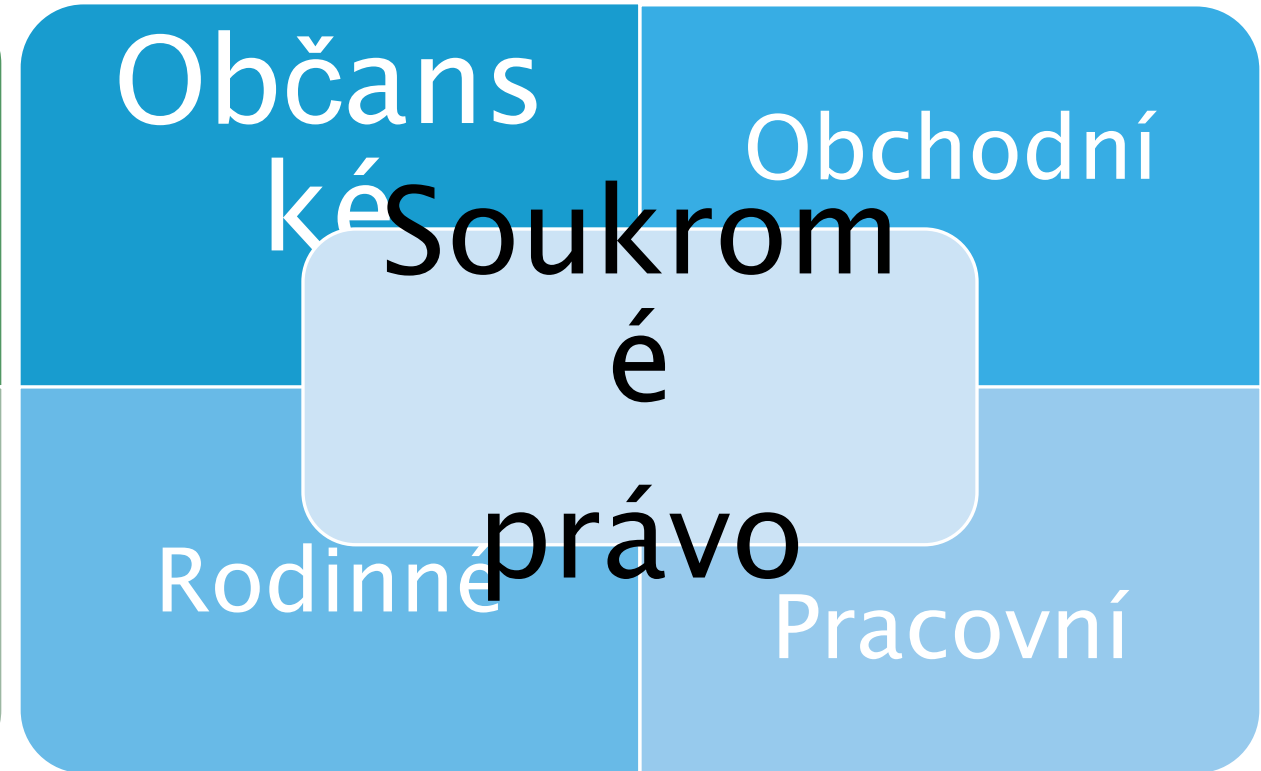 Občans
ké
Obchodní
Soukrom
é
právo
Rodinné
Pracovní